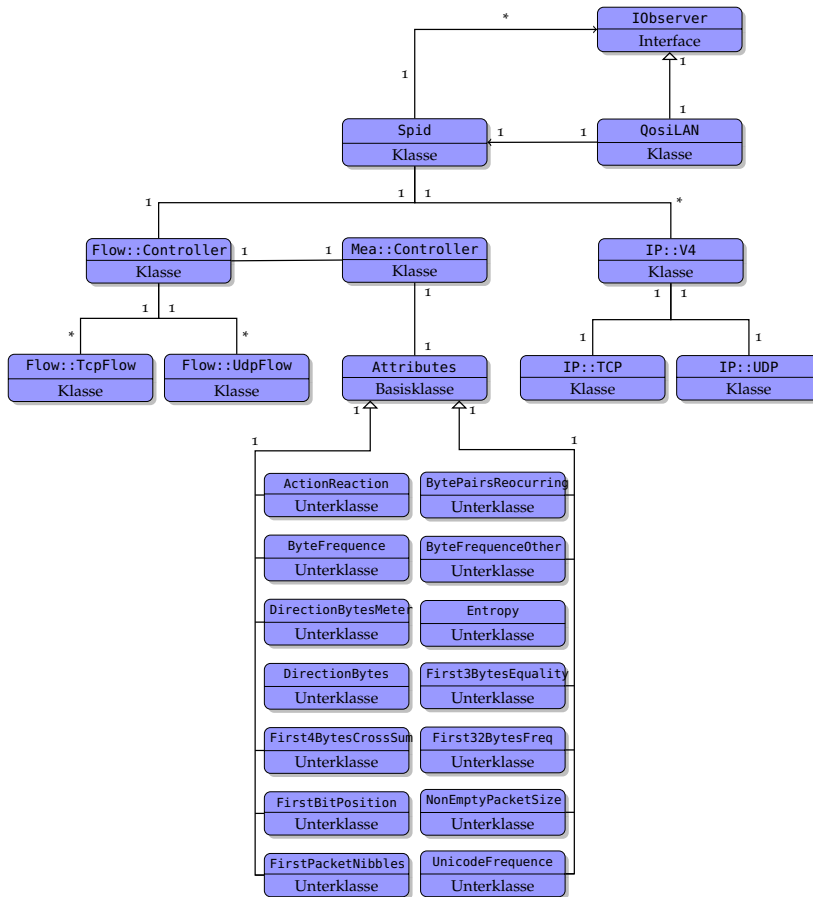 IObserver
Interface
*
1
1
1
Spid
Klasse
1
1
QosiLAN
Klasse
1
1
1
*
Flow::Controller
Klasse
1
1
Mea::Controller
Klasse
IP::V4
Klasse
1
1
1
1
1
*
*
1
1
1
Flow::TcpFlow
Klasse
Flow::UdpFlow
Klasse
Attributes
Basisklasse
IP::TCP
Klasse
IP::UDP
Klasse
1
1
1
1
ActionReaction
Unterklasse
BytePairsReocurring
Unterklasse
ByteFrequence
Unterklasse
ByteFrequenceOther
Unterklasse
DirectionBytesMeter
Unterklasse
Entropy
Unterklasse
DirectionBytes
Unterklasse
First3BytesEquality
Unterklasse
First4BytesCrossSum
Unterklasse
First32BytesFreq
Unterklasse
FirstBitPosition
Unterklasse
NonEmptyPacketSize
Unterklasse
FirstPacketNibbles
Unterklasse
UnicodeFrequence
Unterklasse